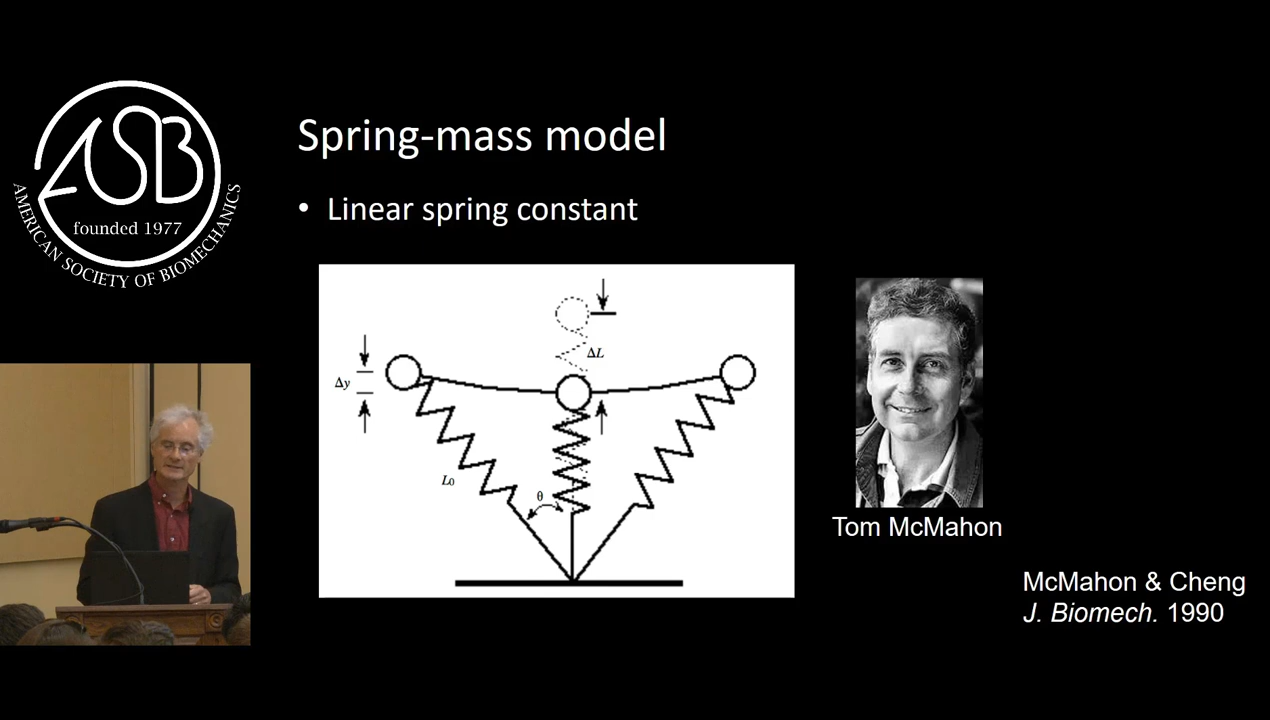 ASB
founded 1977
AMERICAN SOCIETY OF BIOMECHANICS
Spring-mass model
• Linear spring constant
ΔL
Δy
L0
θ
Tom McMahon
McMahon & Cheng
J. Biomech. 1990